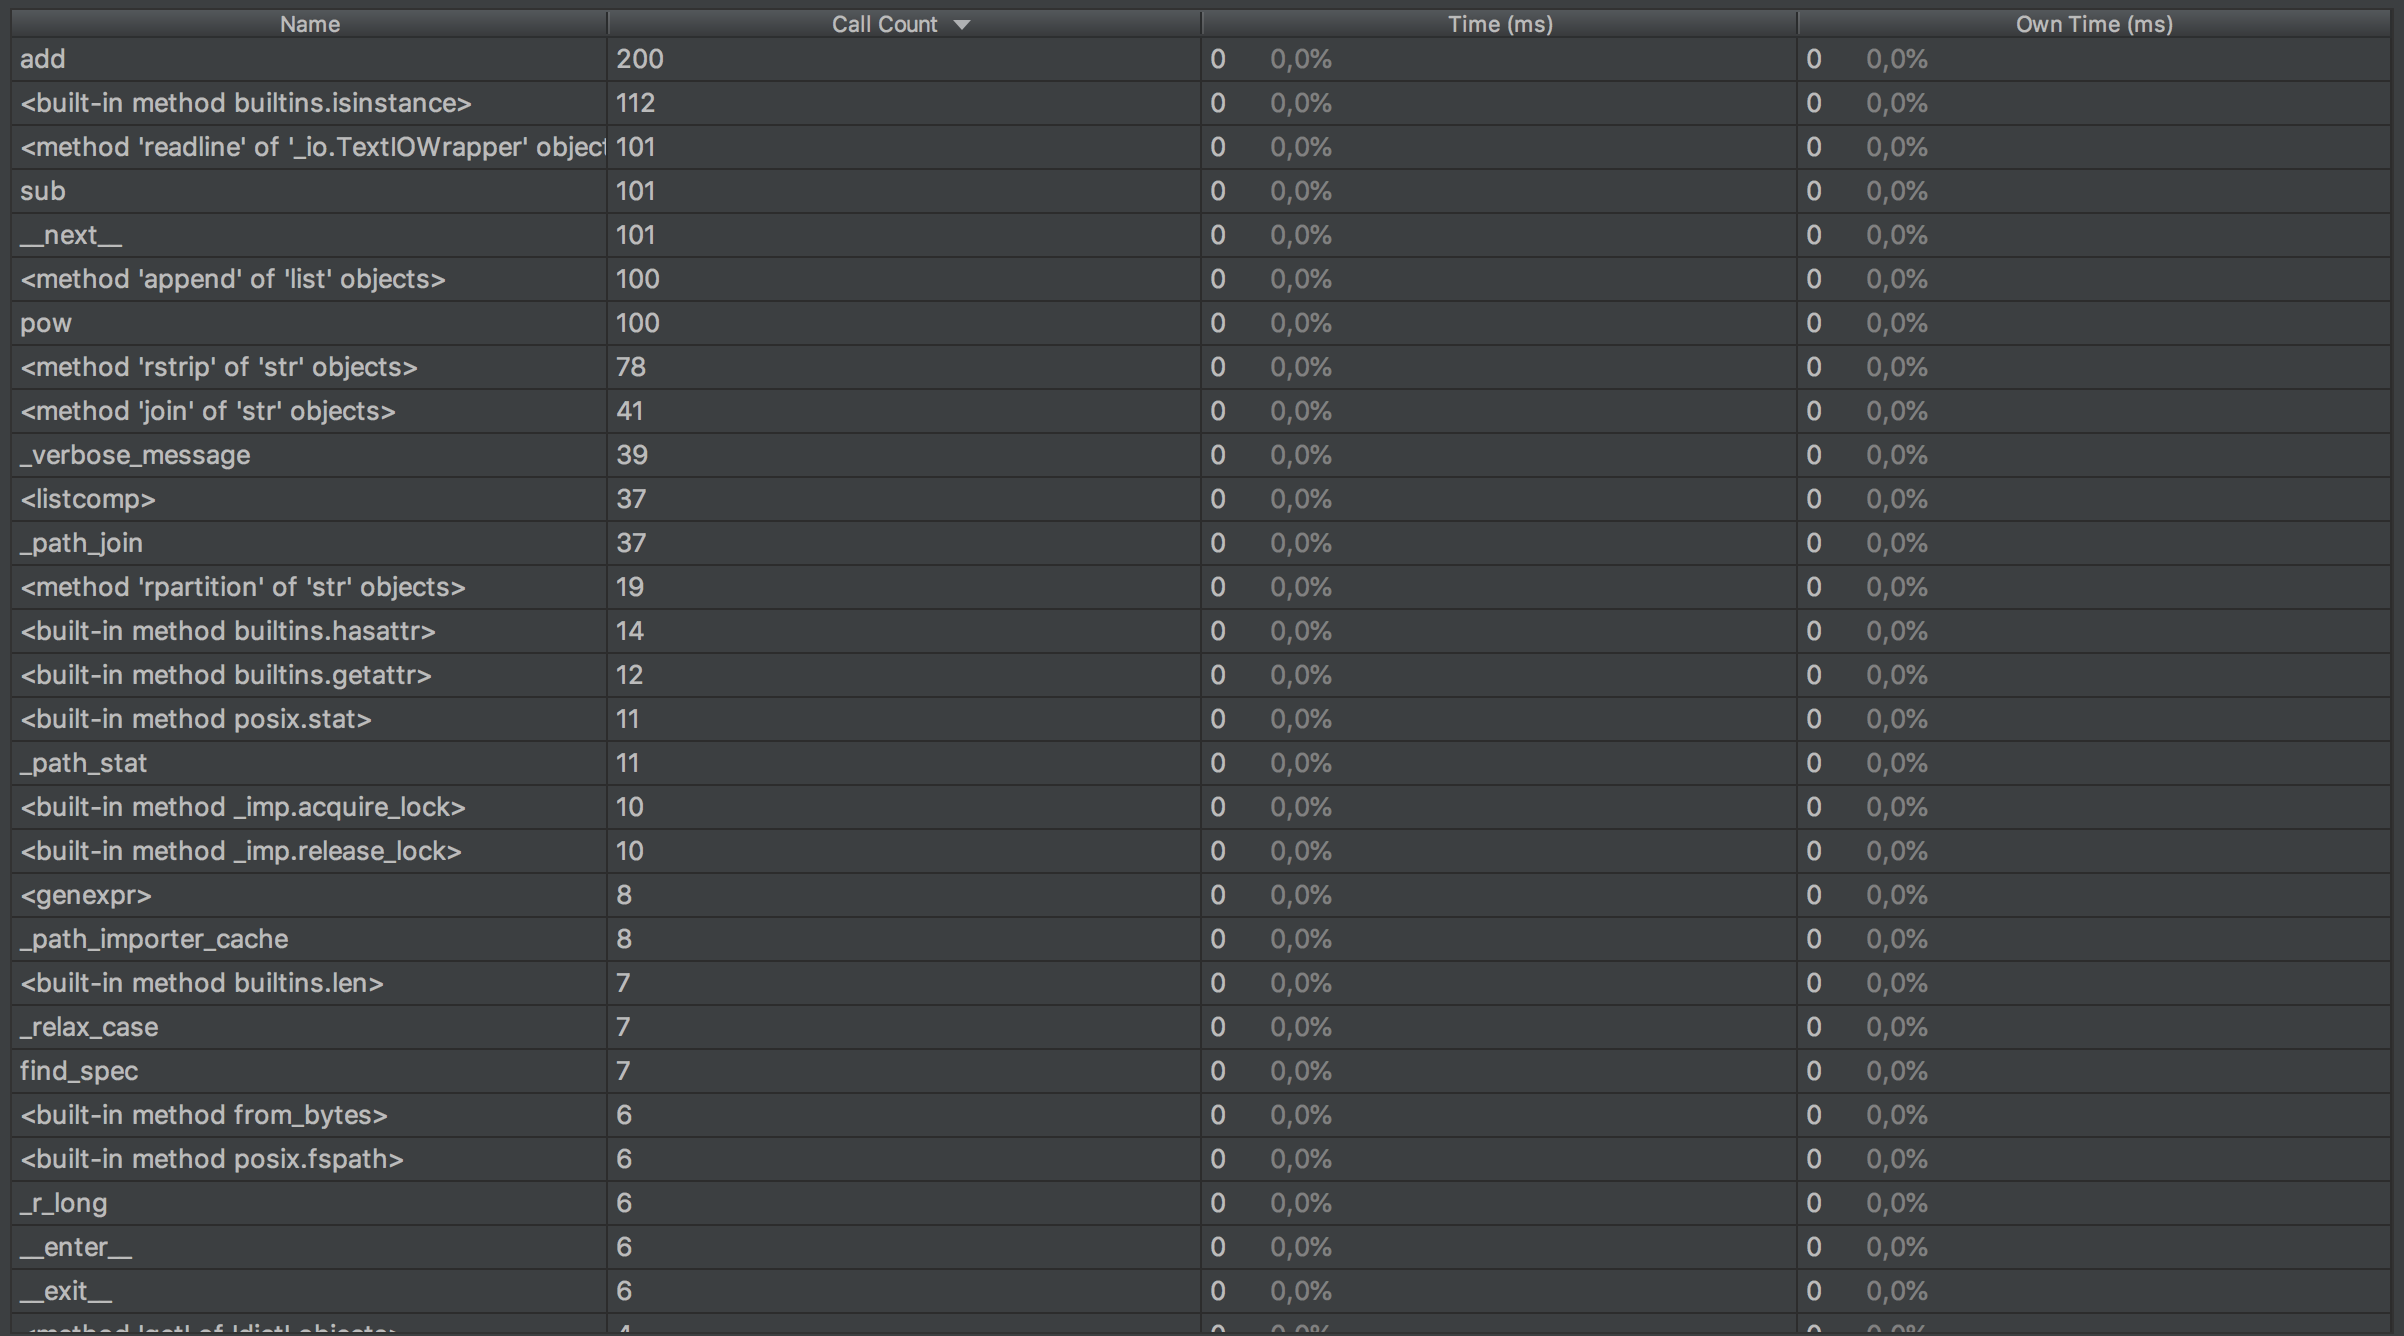 Name Call Count Time (ms) Own Time (ms)
add 200 0 0,0% 0 0,0%
<built-in method builtins.isinstance> 112 0 0,0% 0 0,0%
<method 'readline' of '_io.TextIOWrapper' object 101 0 0,0% 0 0,0%
sub 101 0 0,0% 0 0,0%
__next__ 101 0 0,0% 0 0,0%
<method 'append' of 'list' objects> 100 0 0,0% 0 0,0%
pow 100 0 0,0% 0 0,0%
<method 'rstrip' of 'str' objects> 78 0 0,0% 0 0,0%
<method 'join' of 'str' objects> 41 0 0,0% 0 0,0%
_verbose_message 39 0 0,0% 0 0,0%
<listcomp> 37 0 0,0% 0 0,0%
_path_join 37 0 0,0% 0 0,0%
<method 'rpartition' of 'str' objects> 19 0 0,0% 0 0,0%
<built-in method builtins.hasattr> 14 0 0,0% 0 0,0%
<built-in method builtins.getattr> 12 0 0,0% 0 0,0%
<built-in method posix.stat> 11 0 0,0% 0 0,0%
_path_stat 11 0 0,0% 0 0,0%
<built-in method _imp.acquire_lock> 10 0 0,0% 0 0,0%
<built-in method _imp.release_lock> 10 0 0,0% 0 0,0%
<genexpr> 8 0 0,0% 0 0,0%
_path_importer_cache 8 0 0,0% 0 0,0%
<built-in method builtins.len> 7 0 0,0% 0 0,0%
_relax_case 7 0 0,0% 0 0,0%
find_spec 7 0 0,0% 0 0,0%
<built-in method from_bytes> 6 0 0,0% 0 0,0%
<built-in method posix.fspath> 6 0 0,0% 0 0,0%
_r_long 6 0 0,0% 0 0,0%
__enter__ 6 0 0,0% 0 0,0%
__exit__ 6 0 0,0% 0 0,0%
<method 'get' of 'dict' objects> 4 0 0,0% 0 0,0%